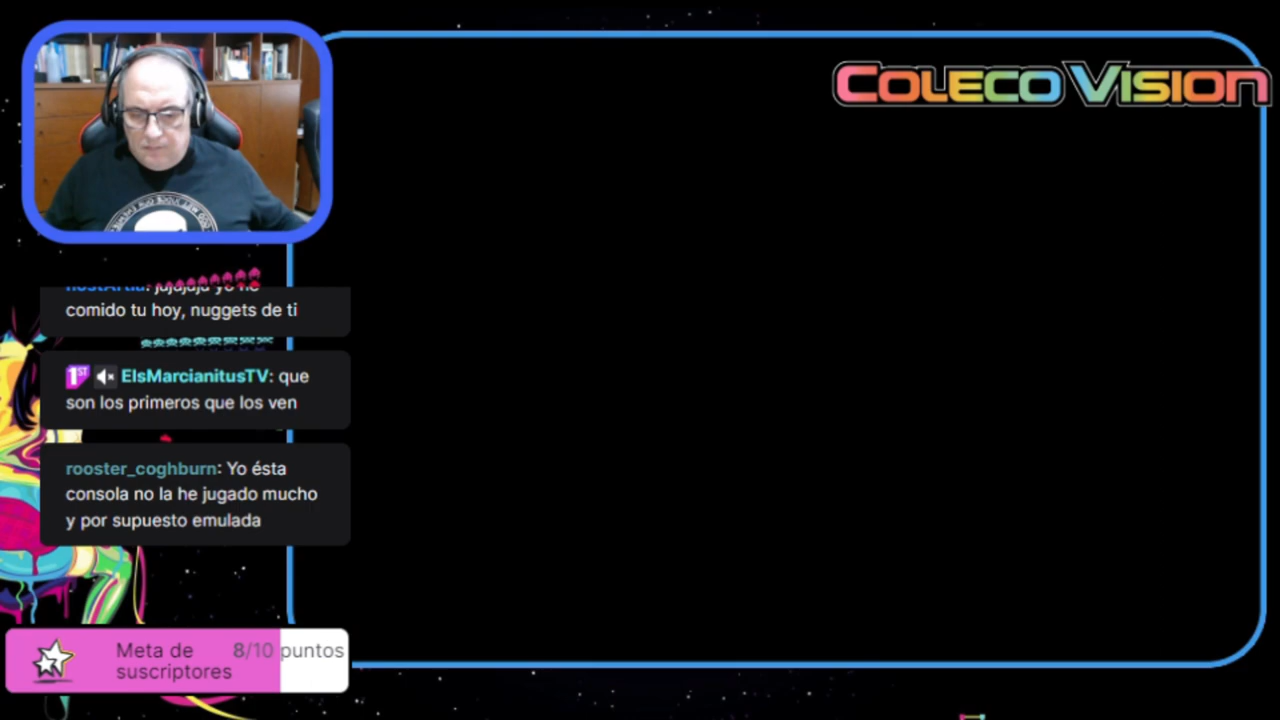 COLECOVISION
comido tu hoy, nuggets de ti
1ST ElsMarcianitusTV: que
son los primeros que los ven
rooster_coghburn: Yo ésta
consola no la he jugado mucho
y por supuesto emulada
Meta de
suscriptores
8/10 puntos